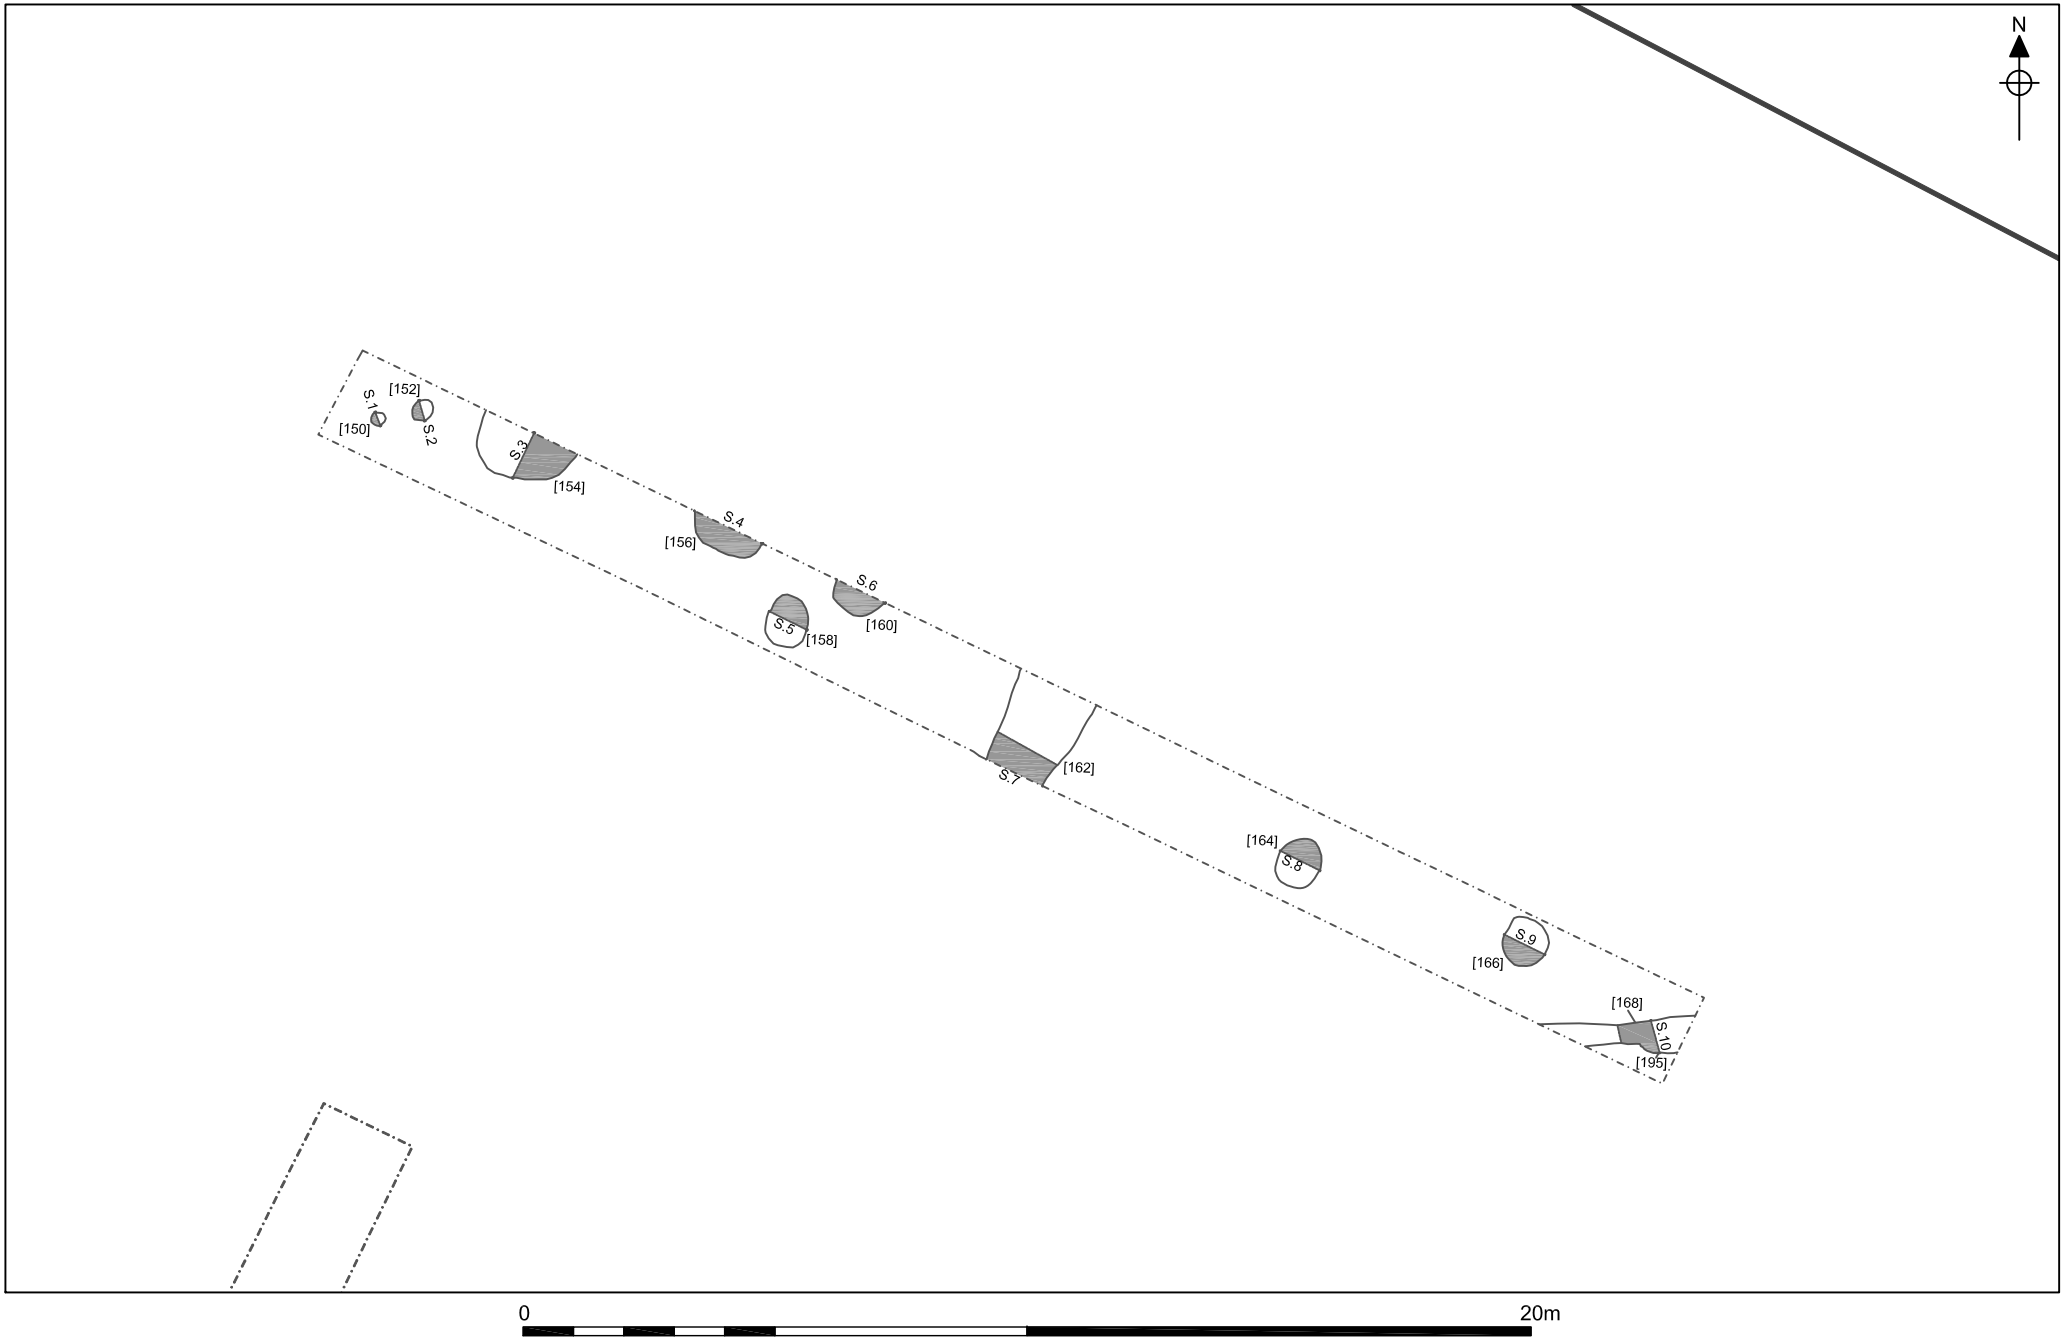 N
[152]
S.1
[150]
S.2
S.3
[154]
S.4
[156]
S.6
S.5
[160]
[158]
[162]
S.7
[164]
S.8
S.9
[166]
[168]
S.10
[195]
0
20m